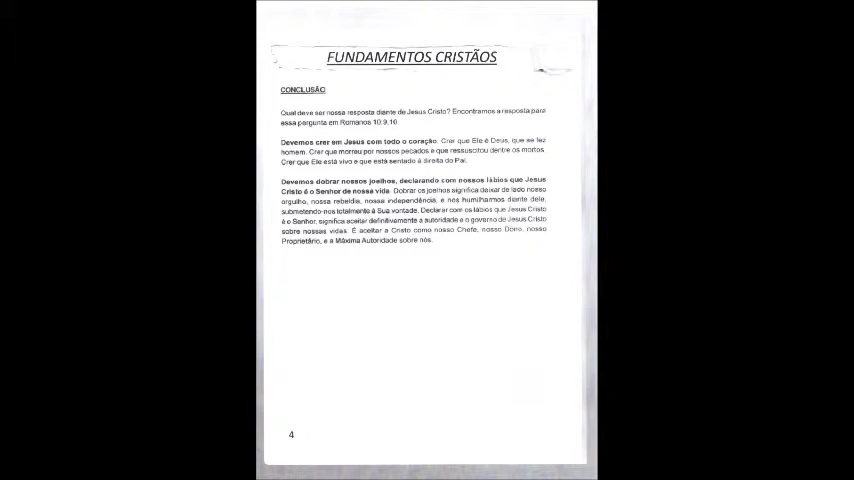 FUNDAMENTOS CRISTÃOS
CONCLUSÃO
Qual deve ser nossa resposta diante de Jesus Cristo? Encontramos a resposta para
essa pergunta em Romanos 10.9,10.
Devemos crer em Jesus com todo o coração. Crer que Ele é Deus, que se fez
homem. Crer que morreu por nossos pecados e que ressuscitou dentre os mortos.
Crer que Ele está vivo e que está sentado à direita do Pai.
Devemos dobrar nossos joelhos, declarando com nossos lábios que Jesus
Cristo é o Senhor de nossa vida. Dobrar os joelhos significa deixar de lado nosso
orgulho, nossa rebeldia, nossa independência, e nos humilharmos diante dele,
submetendo-nos totalmente à Sua vontade. Declarar com os lábios que Jesus Cristo
é o Senhor, significa aceitar definitivamente a autoridade e o governo de Jesus Cristo
sobre nossas vidas. É aceitar a Cristo como nosso Chefe, nosso Dono, nosso
Proprietário, e a Máxima Autoridade sobre nós.
4